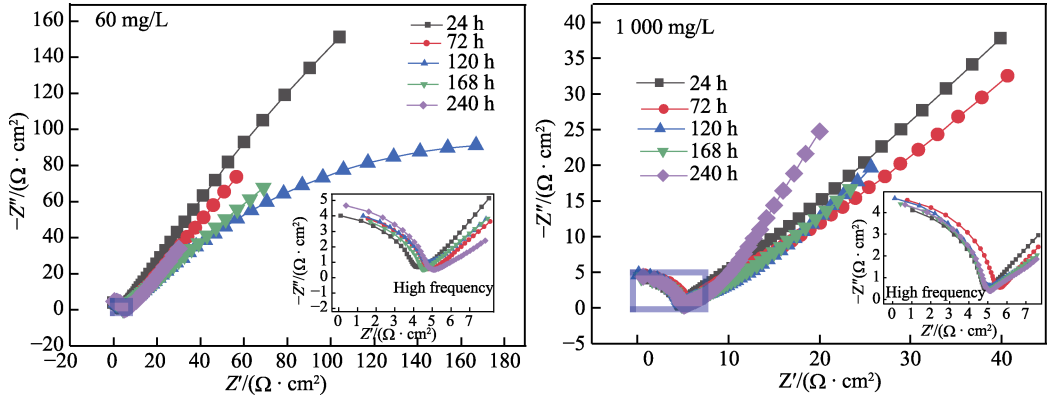 60 mg/L
24 h
72 h
120 h
168 h
240 h
160
140
120
100
80
60
40
20
0
−20
−Z″/(Ω · cm²)
−20 0 20 40 60 80 100 120 140 160 180
Z′/(Ω · cm²)
5
4
3
2
1
0
−1
−2
−Z″/(Ω · cm²)
High frequency
0 1 2 3 4 5 6 7
Z′/(Ω · cm²)
1 000 mg/L
24 h
72 h
120 h
168 h
240 h
40
35
30
25
20
15
10
5
0
−5
−Z″/(Ω · cm²)
0 10 20 30 40
Z′/(Ω · cm²)
4
3
2
1
0
−Z″/(Ω · cm²)
High frequency
0 1 2 3 4 5 6 7
Z′/(Ω · cm²)